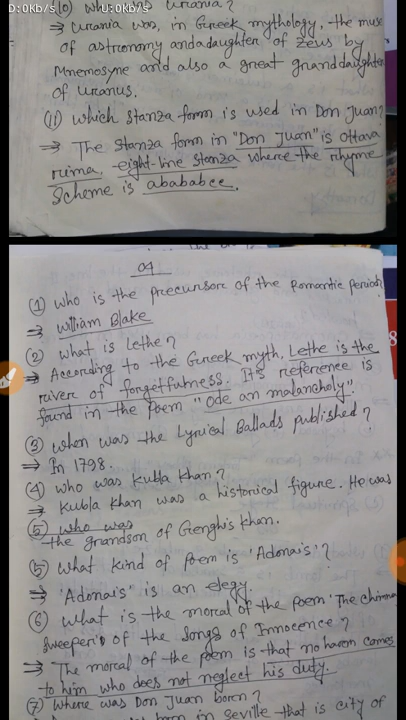 D:0Kb/s U:0Kb/s
(10) who Urania?
⇒ Urania was, in Greek mythology, the muse
of astronomy and a daughter of Zeus by
Mnemosyne and also a great granddaughter
of uranus.
(11) which stanza form is used in Don Juan?
⇒ The stanza form in "Don Juan" is ottava
rima, eight-line stanza where the rhyme
scheme is abababcc.
04
(1) who is the precursor of the Romantic Period?
⇒ William Blake
(2) What is Lethe?
⇒ According to the Greek myth, Lethe is the
river of forgetfulness. Its reference is
found in the Poem "Ode an malancholy".
(3) when was the Lyrical Ballads published?
⇒ In 1798.
(4) who was Kubla Khan?
⇒ Kubla Khan was a historical figure. He was
(5) who was
the grandson of Genghis khan.
(5) What kind of Poem is 'Adonais'?
⇒ 'Adonais" is an elegy.
(6) What is the moral of the Poem 'The
sweeper's of the Songs of Innocence?
⇒ The moral of the Poem is that no harm comes
to him who does not neglect his duty.
(7) Where was Don Juan born?
born in Seville that is city of